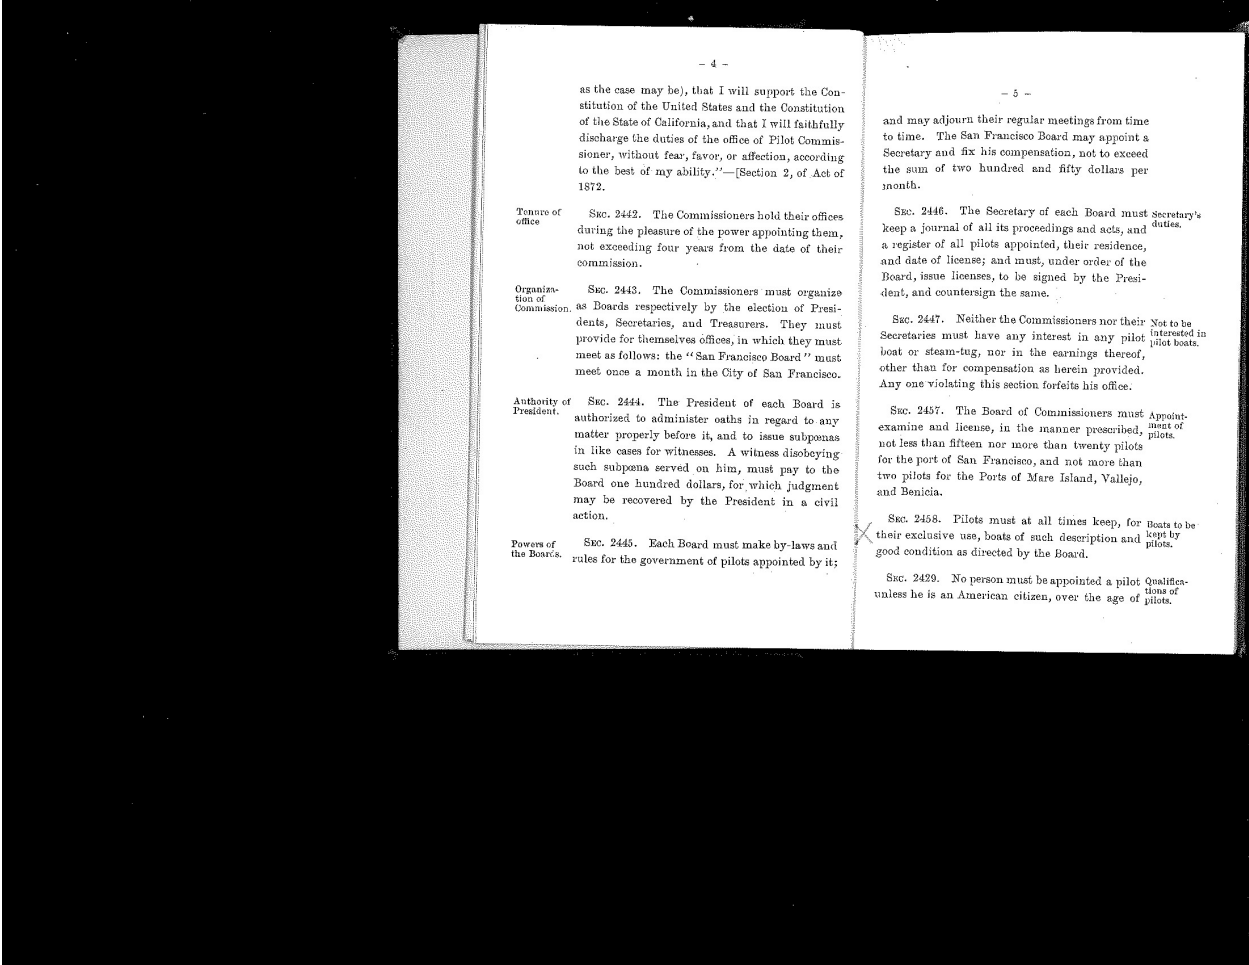 – 4 –
as the case may be), that I will support the Con-
stitution of the United States and the Constitution
of the State of California, and that I will faithfully
discharge the duties of the office of Pilot Commis-
sioner, without fear, favor, or affection, according
to the best of my ability."—[Section 2, of Act of
1872.
Tenure of
office
SEC. 2442. The Commissioners hold their offices
during the pleasure of the power appointing them,
not exceeding four years from the date of their
commission.
Organiza-
tion of
Commission.
SEC. 2443. The Commissioners must organize
as Boards respectively by the election of Presi-
dents, Secretaries, and Treasurers. They must
provide for themselves offices, in which they must
meet as follows: the "San Francisco Board" must
meet once a month in the City of San Francisco.
Authority of
President.
SEC. 2444. The President of each Board is
authorized to administer oaths in regard to any
matter properly before it, and to issue subpœnas
in like cases for witnesses. A witness disobeying
such subpœna served on him, must pay to the
Board one hundred dollars, for which judgment
may be recovered by the President in a civil
action.
Powers of
the Boards.
SEC. 2445. Each Board must make by-laws and
rules for the government of pilots appointed by it;
– 5 –
and may adjourn their regular meetings from time
to time. The San Francisco Board may appoint a
Secretary and fix his compensation, not to exceed
the sum of two hundred and fifty dollars per
month.
SEC. 2446. The Secretary of each Board must
keep a journal of all its proceedings and acts, and
a register of all pilots appointed, their residence,
and date of license; and must, under order of the
Board, issue licenses, to be signed by the Presi-
dent, and countersign the same.
Secretary's
duties.
SEC. 2447. Neither the Commissioners nor their
Secretaries must have any interest in any pilot
boat or steam-tug, nor in the earnings thereof,
other than for compensation as herein provided.
Any one violating this section forfeits his office.
Not to be
interested in
pilot boats.
SEC. 2457. The Board of Commissioners must
examine and license, in the manner prescribed,
not less than fifteen nor more than twenty pilots
for the port of San Francisco, and not more than
two pilots for the Ports of Mare Island, Vallejo,
and Benicia.
Appoint-
ment of
pilots.
SEC. 2458. Pilots must at all times keep, for
their exclusive use, boats of such description and
good condition as directed by the Board.
Boats to be
kept by
pilots.
SEC. 2429. No person must be appointed a pilot
unless he is an American citizen, over the age of
Qualifica-
tions of
pilots.